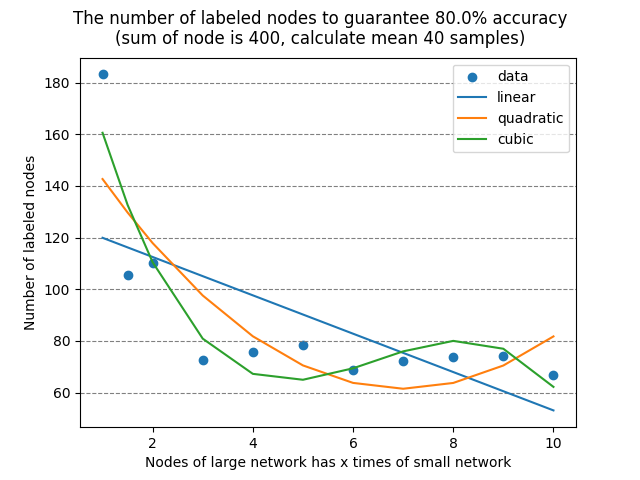 The number of labeled nodes to guarantee 80.0% accuracy
(sum of node is 400, calculate mean 40 samples)
data
linear
quadratic
cubic
180
160
140
120
100
80
60
Number of labeled nodes
2
4
6
8
10
Nodes of large network has x times of small network